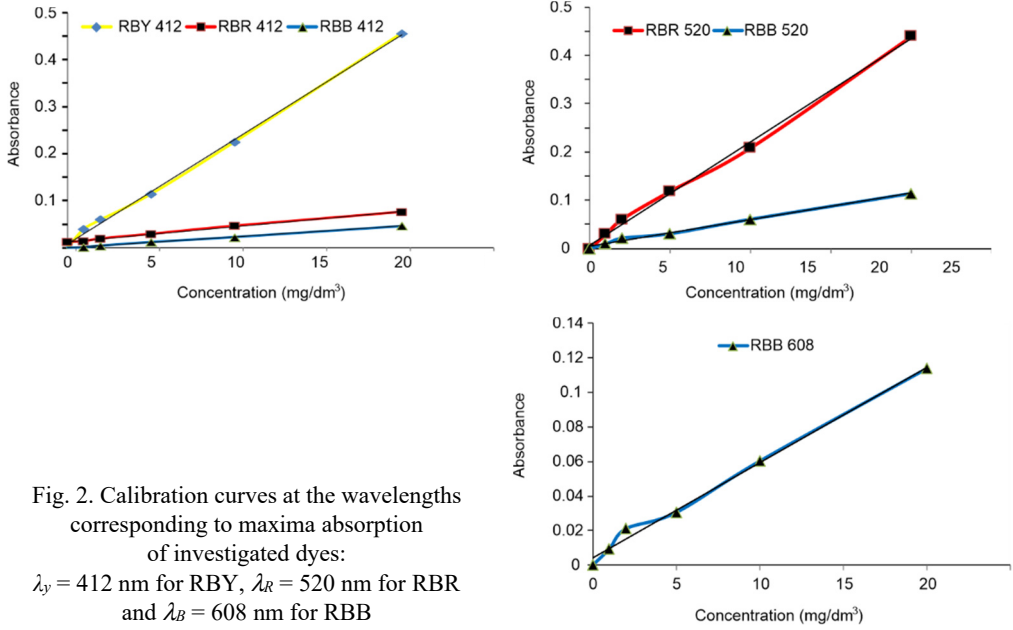 RBY 412 RBR 412 RBB 412
0.5
0.4
0.3
0.2
0.1
0 5 10 15 20
Absorbance
Concentration (mg/dm³)
RBR 520 RBB 520
0.5
0.4
0.3
0.2
0.1
0
0 5 10 15 20 25
Absorbance
Concentration (mg/dm³)
RBB 608
0.14
0.12
0.1
0.08
0.06
0.04
0.02
0
0 5 10 15 20
Absorbance
Concentration (mg/dm³)
Fig. 2. Calibration curves at the wavelengths
corresponding to maxima absorption
of investigated dyes:
λy = 412 nm for RBY, λR = 520 nm for RBR
and λB = 608 nm for RBB